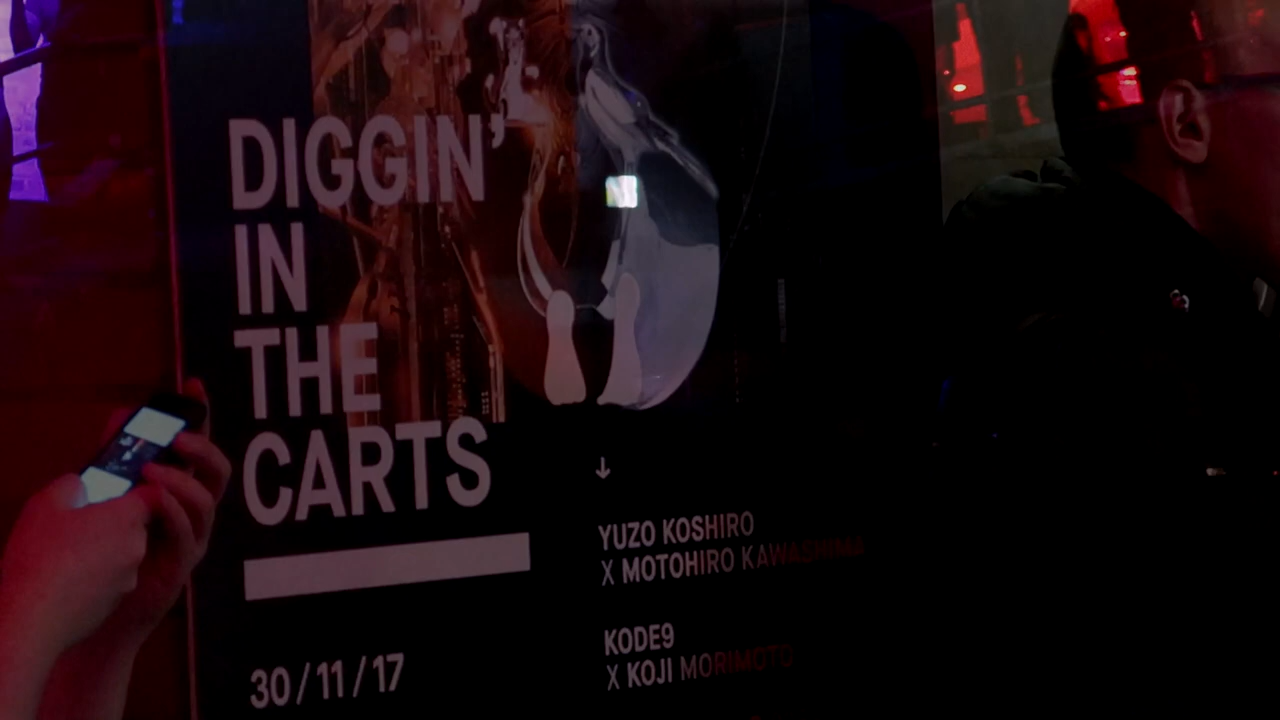 DIGGIN'
IN
THE
CARTS
YUZO KOSHIRO
X MOTOHIRO KAWASHIMA
KODE9
X KOJI MORIMOTO
30/11/17